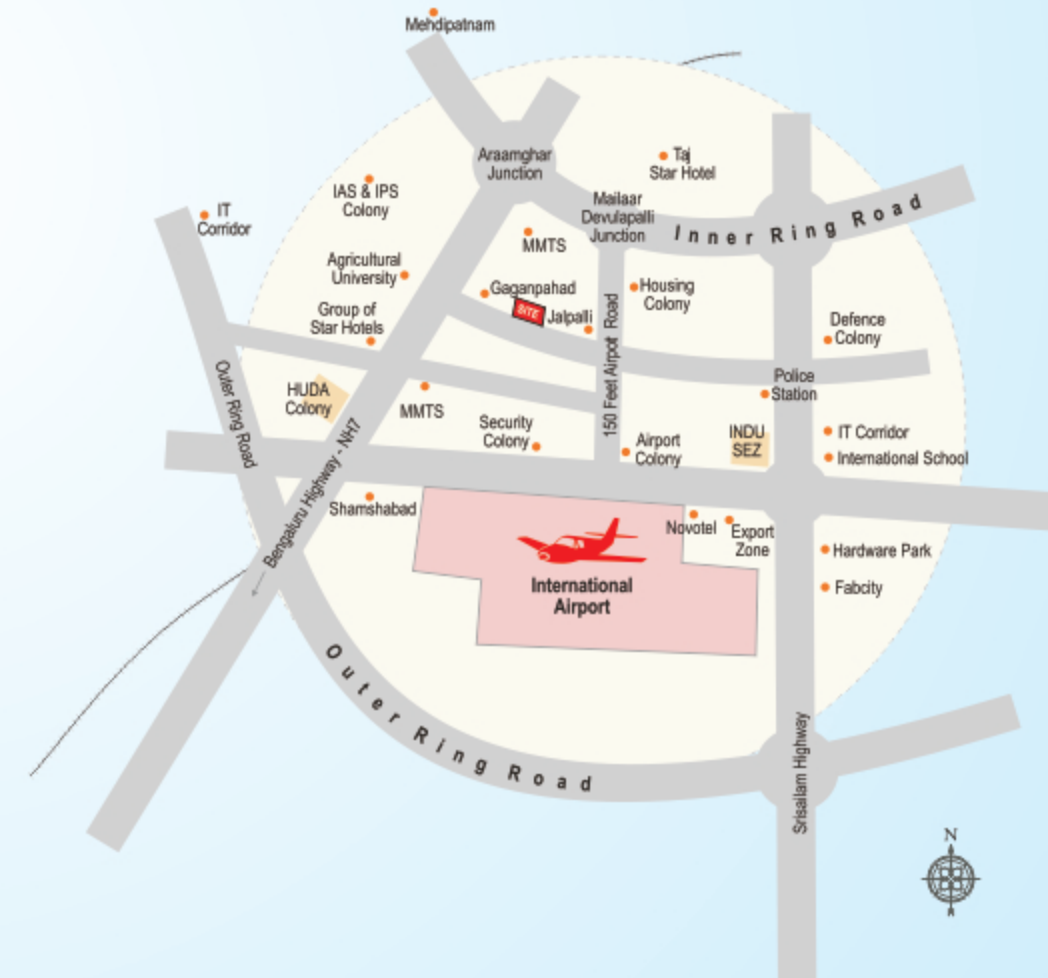 Mehdipatnam
Araamghar
Junction
Taj
Star Hotel
IAS & IPS
Colony
Mailaar
Devulapalli
Junction
Inner Ring Road
IT
Corridor
MMTS
Agricultural
University
Gaganpahad
Housing
Colony
SITE
Jalpalli
Group of
Star Hotels
Defence
Colony
150 Feet Airpot Road
Outer Ring Road
Police
Station
HUDA
Colony
MMTS
Security
Colony
INDU
SEZ
IT Corridor
Airport
Colony
International School
Bengaluru Highway - NH7
Shamshabad
Novotel
Export
Zone
Hardware Park
International
Airport
Fabcity
Outer Ring Road
Srisailam Highway
N